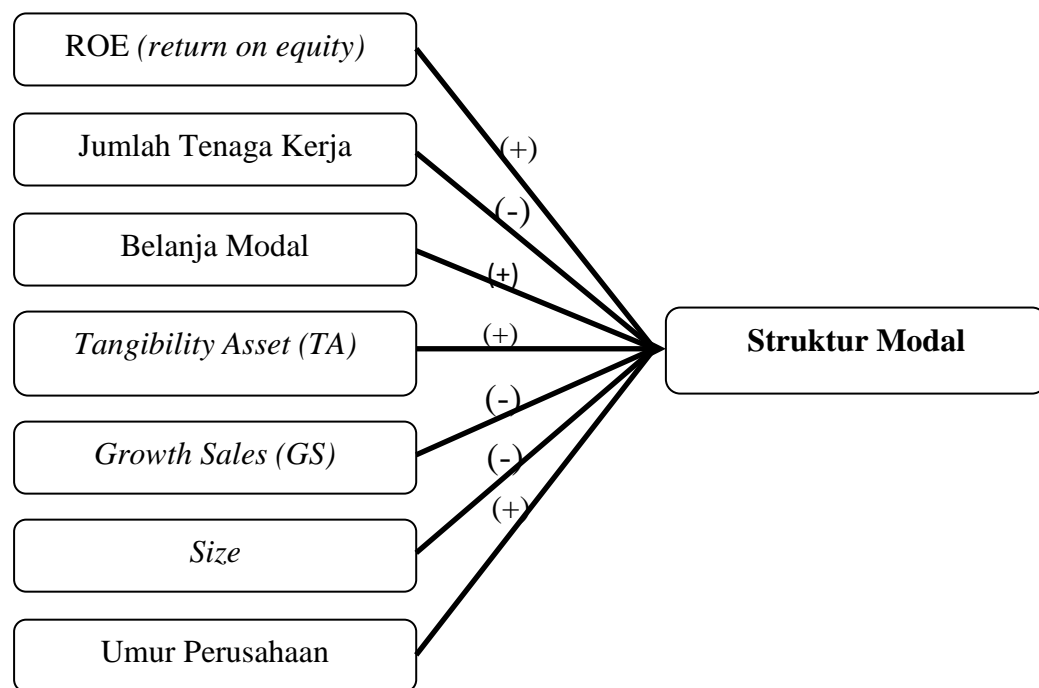 ROE (return on equity)
(+)
Jumlah Tenaga Kerja
(-)
Belanja Modal
(+)
Tangibility Asset (TA)
(+)
Struktur Modal
(-)
Growth Sales (GS)
(-)
(+)
Size
Umur Perusahaan